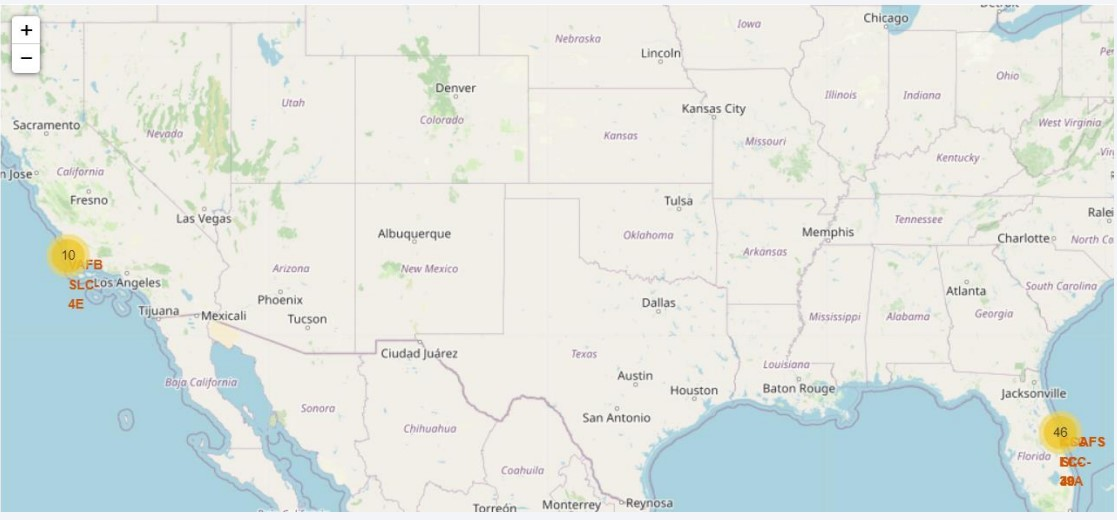 +
−
Chicago
Iowa
Nebraska
Lincoln
Ohio
Denver
Utah
Illinois
Indiana
Colorado
Kansas City
Sacramento
West Virginia
Nevada
Kansas
Missouri
Kentucky
California
Fresno
Tulsa
Las Vegas
Tennessee
Albuquerque
Memphis
Oklahoma
Charlotte
10
Arkansas
Arizona
New Mexico
SLC-
Los Angeles
4E
South Carolina
Atlanta
Phoenix
Dallas
Tijuana
Mexicali
Tucson
Mississippi
Alabama
Georgia
Ciudad Juárez
Texas
Louisiana
Baja California
Austin
Houston
Baton Rouge
Jacksonville
Sonora
San Antonio
Chihuahua
46
Florida
Coahuila
Torreón
Monterrey
Reynosa